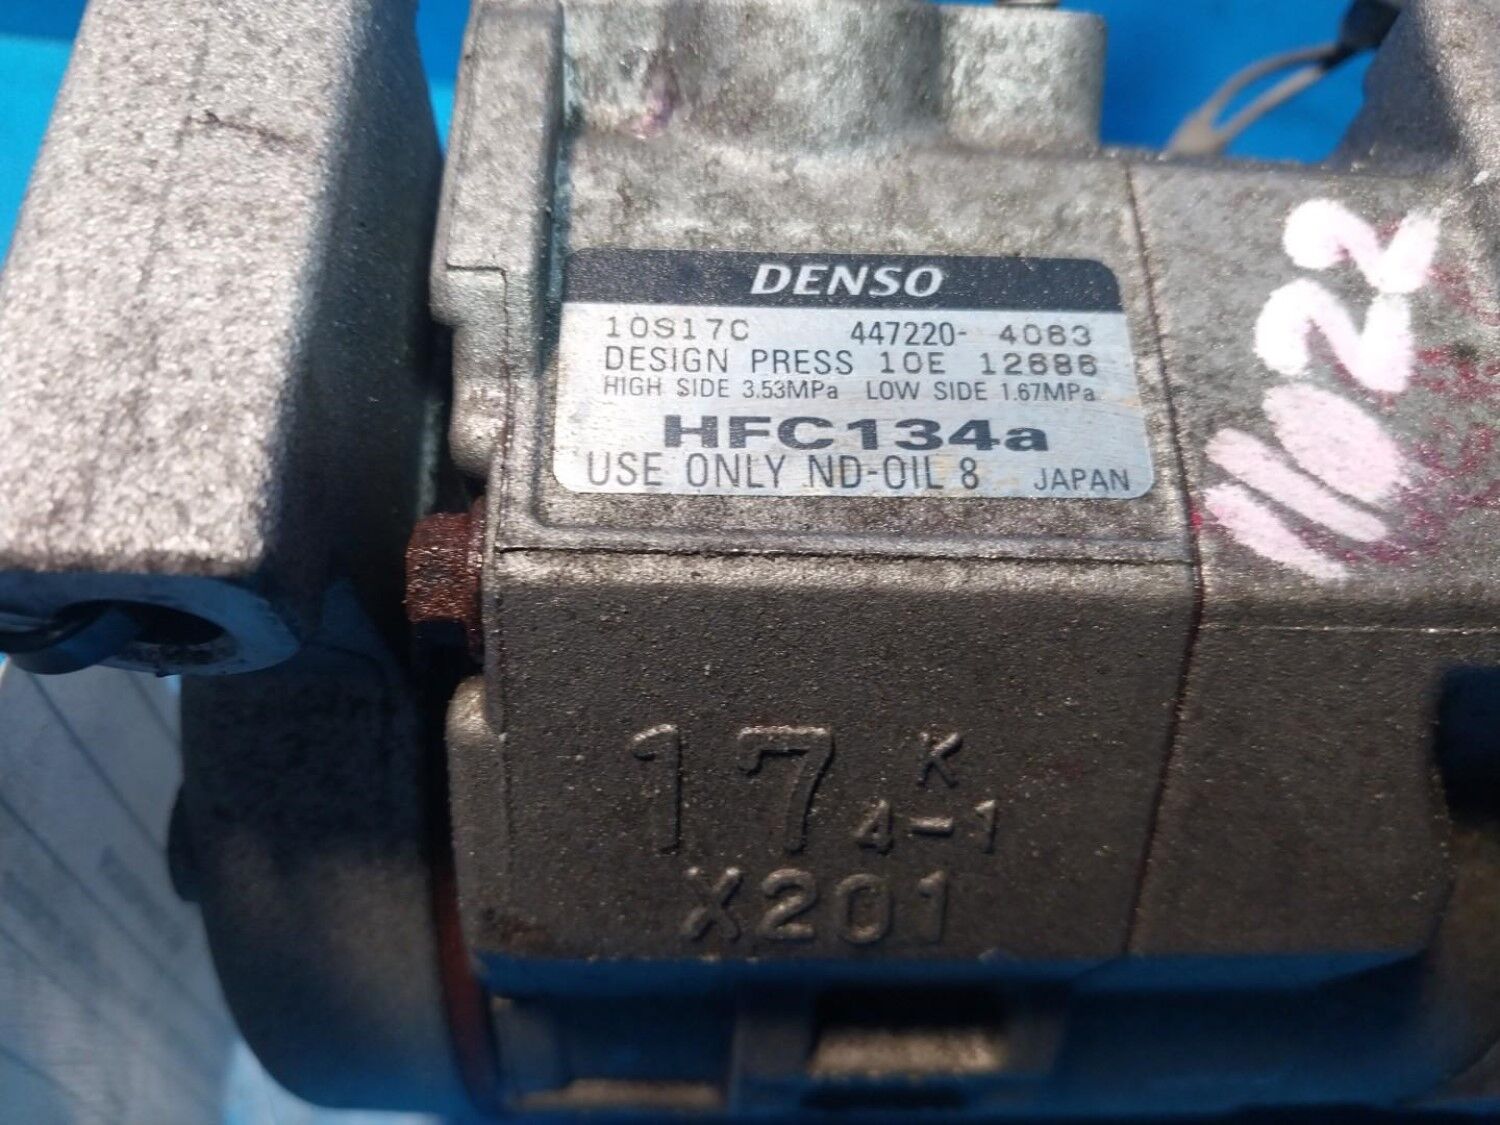 DENSO
10S17C 447220- 4063
DESIGN PRESS 10E 12686
HIGH SIDE 3.53MPa LOW SIDE 1.67MPa
HFC134a
USE ONLY ND-OIL 8 JAPAN
1022
17 K
4-1
X201